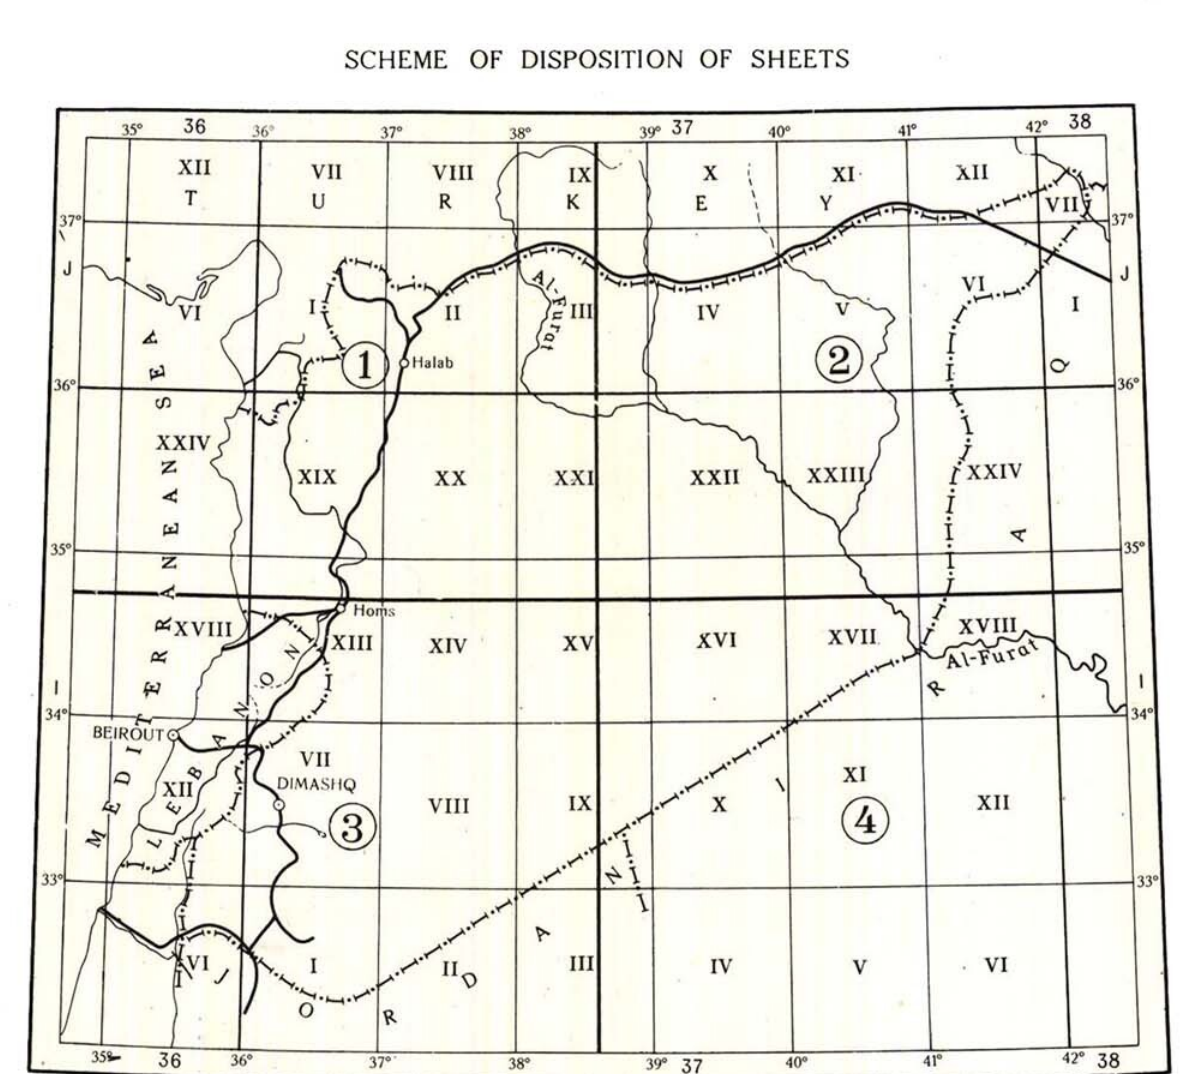 SCHEME OF DISPOSITION OF SHEETS
35° 36 36° 37° 38° 39° 37 40° 41° 42° 38
XII VII VIII IX X XI XII
T U R K E Y
VII
37° 37°
J J
Al-Furat
VI I II III IV V VI I
1 2
Halab
Q
36° 36°
XXIV XIX XX XXI XXII XXIII XXIV
A
35° 35°
Homs
XVIII XIII XIV XV XVI XVII XVIII
Al-Furat
R
I I
34° 34°
MEDITERRANEAN SEA
LEBANON
BEIROUT
VII
DIMASHQ
XII VIII IX X XI XII
I
3 4
33° 33°
N
A
VI I II III IV V VI
J O R D
35° 36 36° 37° 38° 39° 37 40° 41° 42° 38